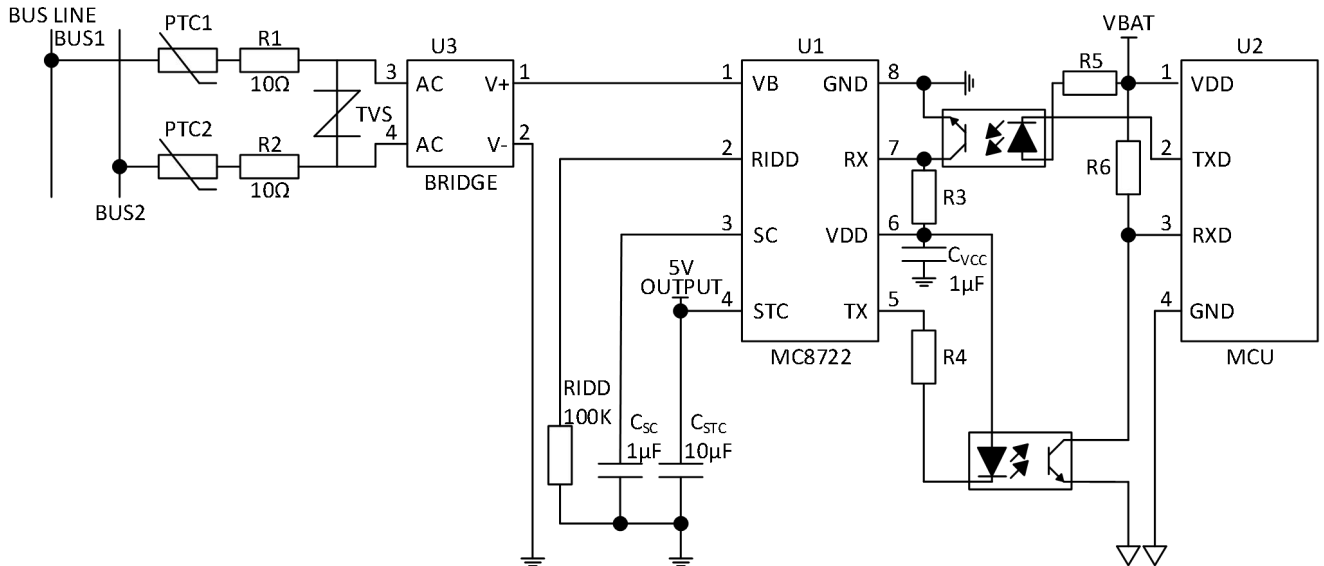 BUS LINE
BUS1
BUS2
PTC1
R1
10Ω
PTC2
R2
10Ω
TVS
U3
3
AC
V+
1
4
AC
V-
2
BRIDGE
U1
1
VB
GND
8
2
RIDD
RX
7
3
SC
VDD
6
4
STC
TX
5
MC8722
5V
OUTPUT
RIDD
100K
CSC
1μF
CSTC
10μF
R3
CVCC
1μF
R4
R5
VBAT
R6
U2
1
VDD
2
TXD
3
RXD
4
GND
MCU